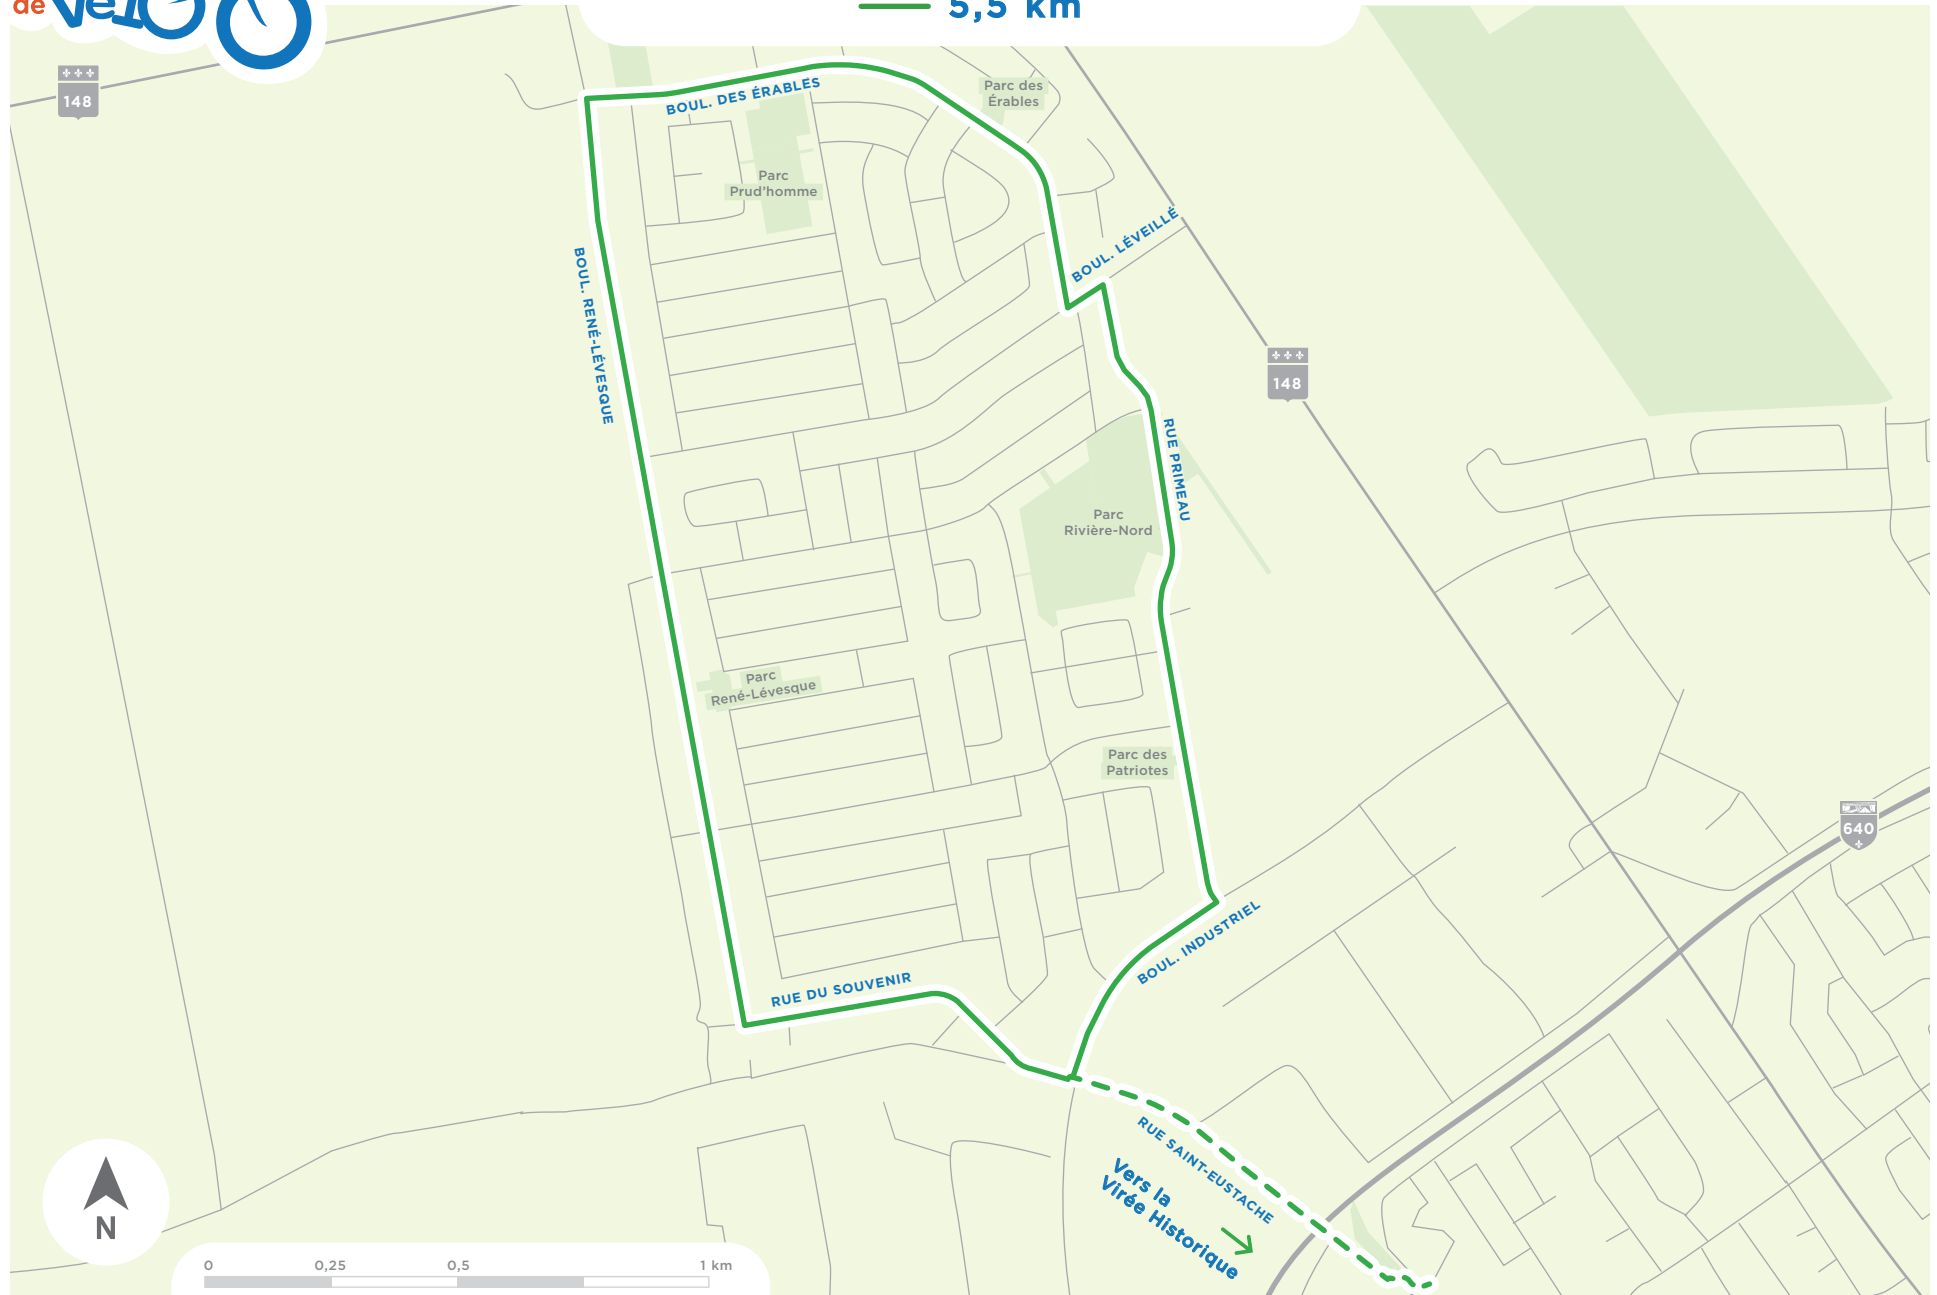 de
vélo
5,5 km
148
BOUL. DES ÉRABLES
Parc des
Érables
Parc
Prud'homme
BOUL. LÉVEILLÉ
BOUL. RENÉ-LÉVESQUE
148
RUE PRIMEAU
Parc
Rivière-Nord
Parc
René-Lévesque
Parc des
Patriotes
640
BOUL. INDUSTRIEL
RUE DU SOUVENIR
RUE SAINT-EUSTACHE
Vers la
Virée Historique
N
0 0,25 0,5 1 km